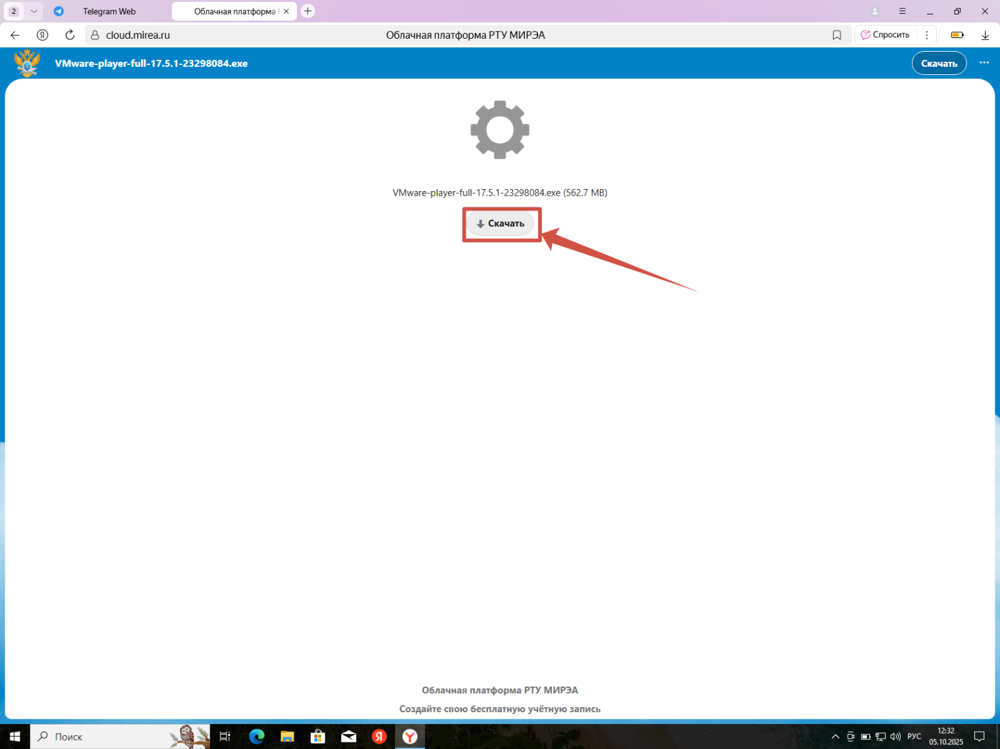 2
Telegram Web
Облачная платформа
cloud.mirea.ru
Облачная платформа РТУ МИРЭА
Спросить
VMware-player-full-17.5.1-23298084.exe
Скачать
VMware-player-full-17.5.1-23298084.exe (562.7 MB)
Скачать
Облачная платформа РТУ МИРЭА
Создайте свою бесплатную учётную запись
Поиск
РУС
12:32
05.10.2025